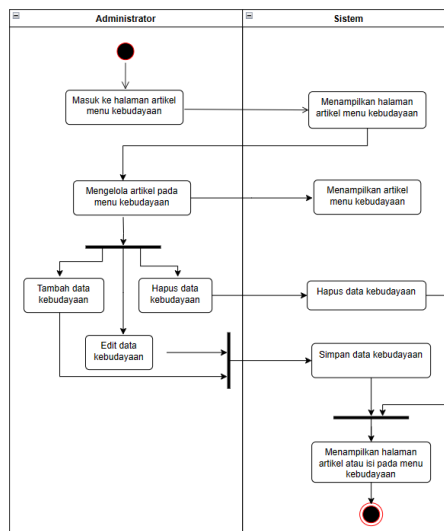 Administrator
Sistem
Masuk ke halaman artikel
menu kebudayaan
Menampilkan halaman
artikel menu kebudayaan
Mengelola artikel pada
menu kebudayaan
Menampilkan artikel
menu kebudayaan
Tambah data
kebudayaan
Hapus data
kebudayaan
Hapus data kebudayaan
Edit data
kebudayaan
Simpan data kebudayaan
Menampilkan halaman
artikel atau isi pada menu
kebudayaan